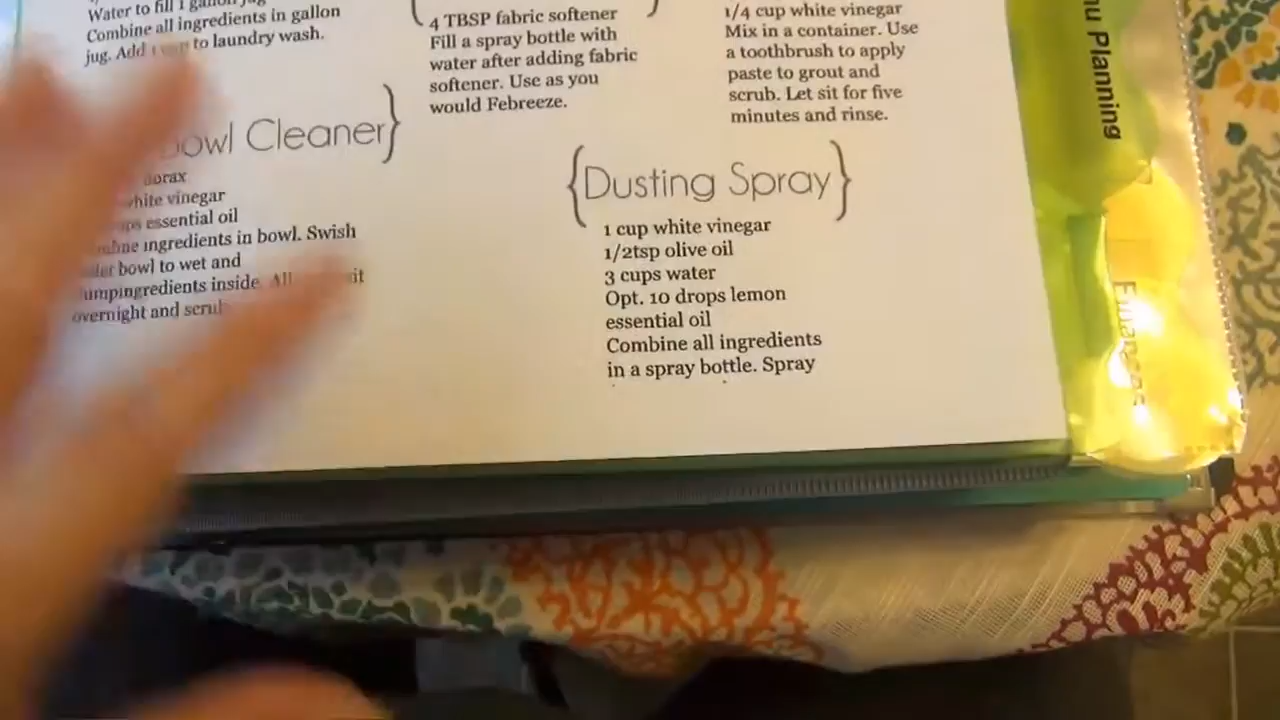 Water to fill 1 gallon jug
Combine all ingredients in gallon
jug. Add to laundry wash.
4 TBSP fabric softener
Fill a spray bottle with
water after adding fabric
softener. Use as you
would Febreeze.
1/4 cup white vinegar
Mix in a container. Use
a toothbrush to apply
paste to grout and
scrub. Let sit for five
minutes and rinse.
Bowl Cleaner}
borax
white vinegar
essential oil
ingredients in bowl. Swish
bowl to wet and
dumpingredients inside.
overnight and scrub
{Dusting Spray}
1 cup white vinegar
1/2tsp olive oil
3 cups water
Opt. 10 drops lemon
essential oil
Combine all ingredients
in a spray bottle. Spray
Planning
Finances